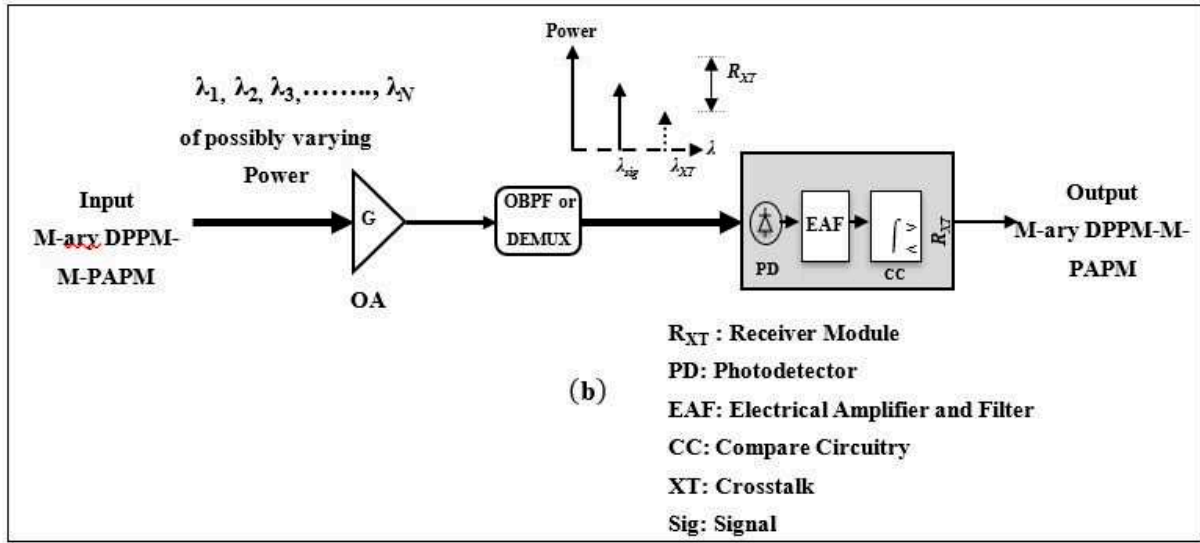 Power
R_XT
λ
λ_sig
λ_XT
λ1, λ2, λ3,........, λN
of possibly varying
Power
Input
M-ary DPPM-
M-PAPM
G
OA
OBPF or
DEMUX
PD
EAF
∫ > <
CC
R_XT
Output
M-ary DPPM-M-
PAPM
(b)
R_XT : Receiver Module
PD: Photodetector
EAF: Electrical Amplifier and Filter
CC: Compare Circuitry
XT: Crosstalk
Sig: Signal